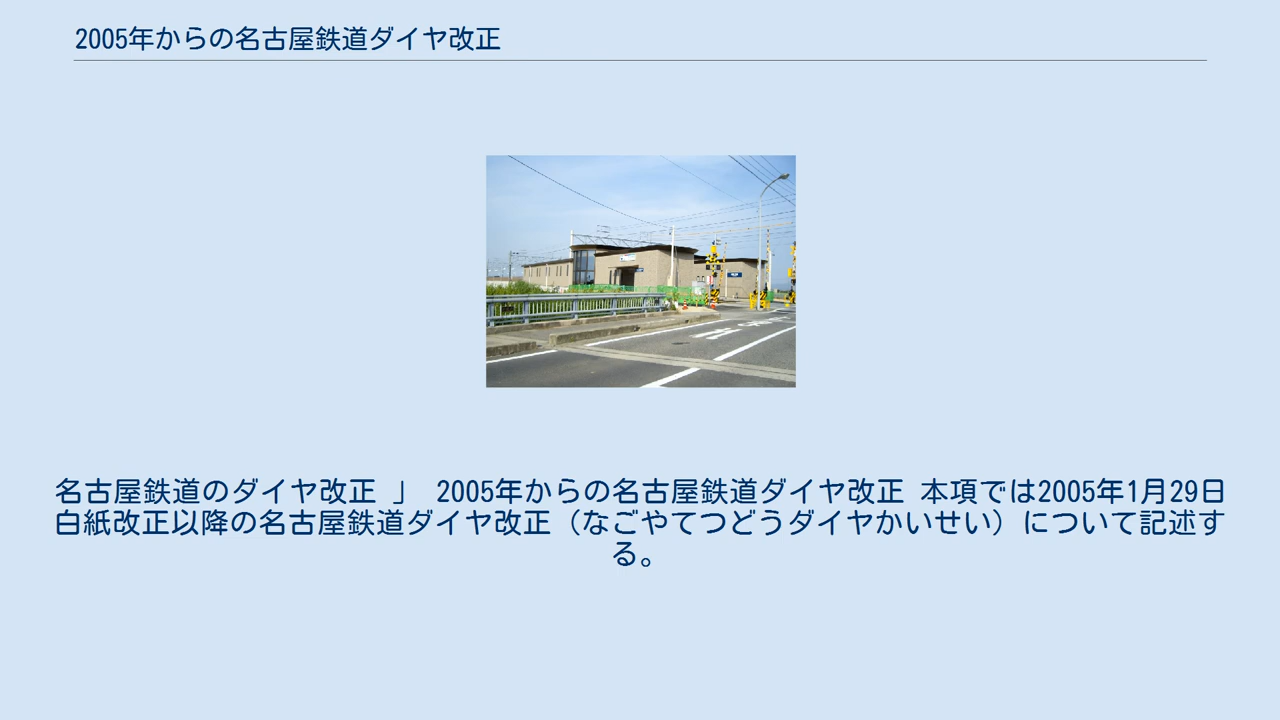 2005年からの名古屋鉄道ダイヤ改正
名古屋鉄道のダイヤ改正 」 2005年からの名古屋鉄道ダイヤ改正 本項では2005年1月29日
白紙改正以降の名古屋鉄道ダイヤ改正（なごやてつどうダイヤかいせい）について記述す
る。